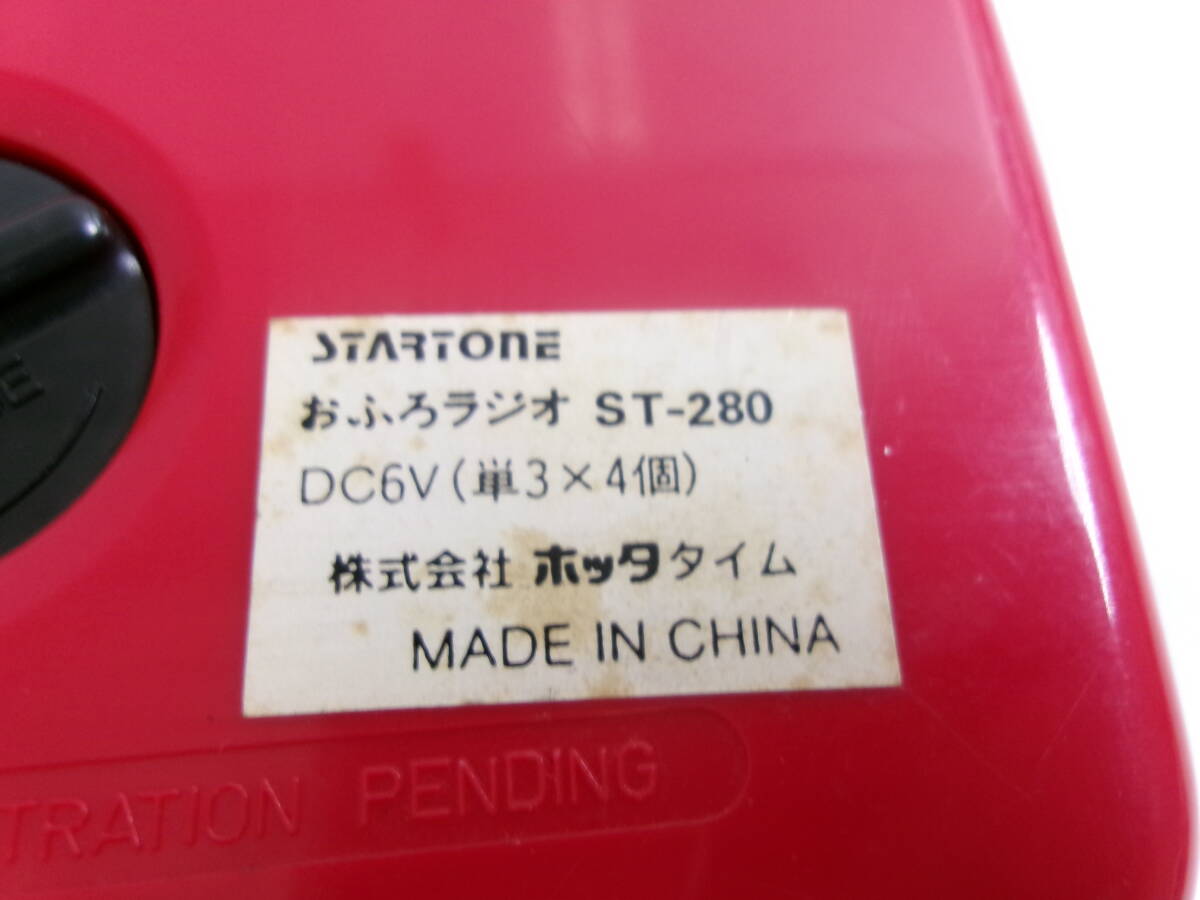 STARTONE
おふろラジオ ST-280
DC6V(単3×4個)
株式会社 ホッタタイム
MADE IN CHINA
TRATION PENDING